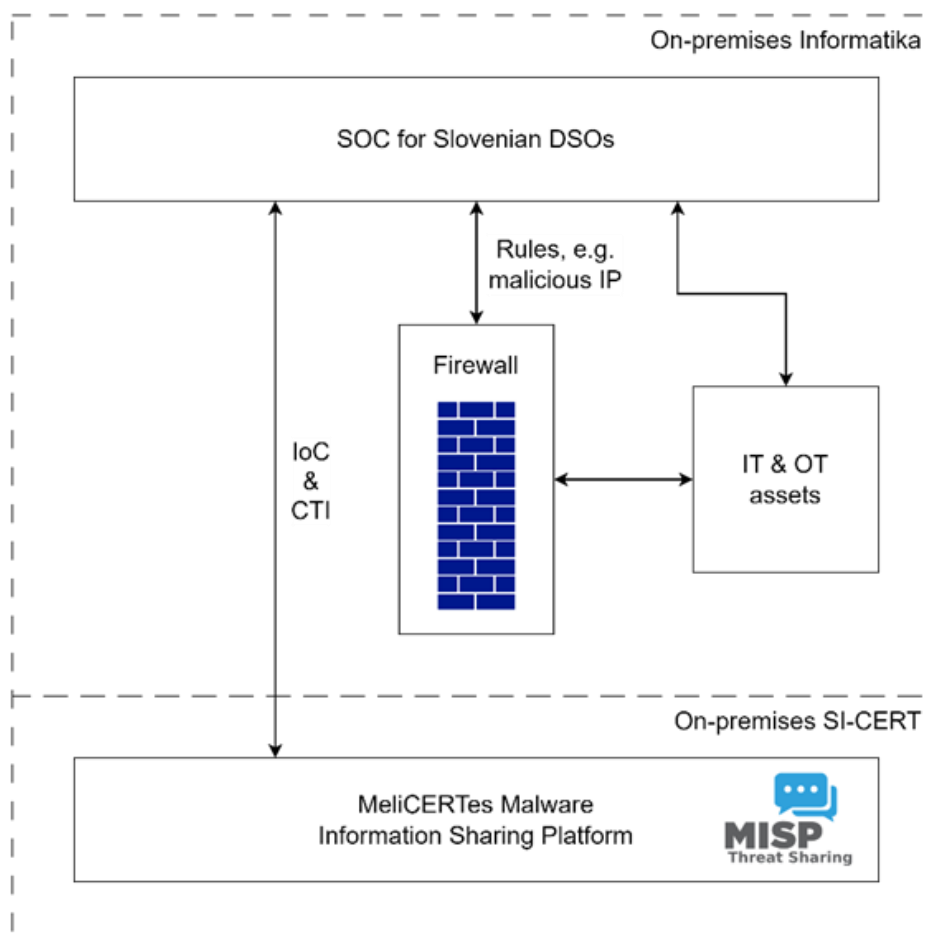 On-premises Informatika
SOC for Slovenian DSOs
Rules, e.g.
malicious IP
Firewall
IoC
&
CTI
IT & OT
assets
On-premises SI-CERT
MeliCERTes Malware
Information Sharing Platform
MISP
Threat Sharing